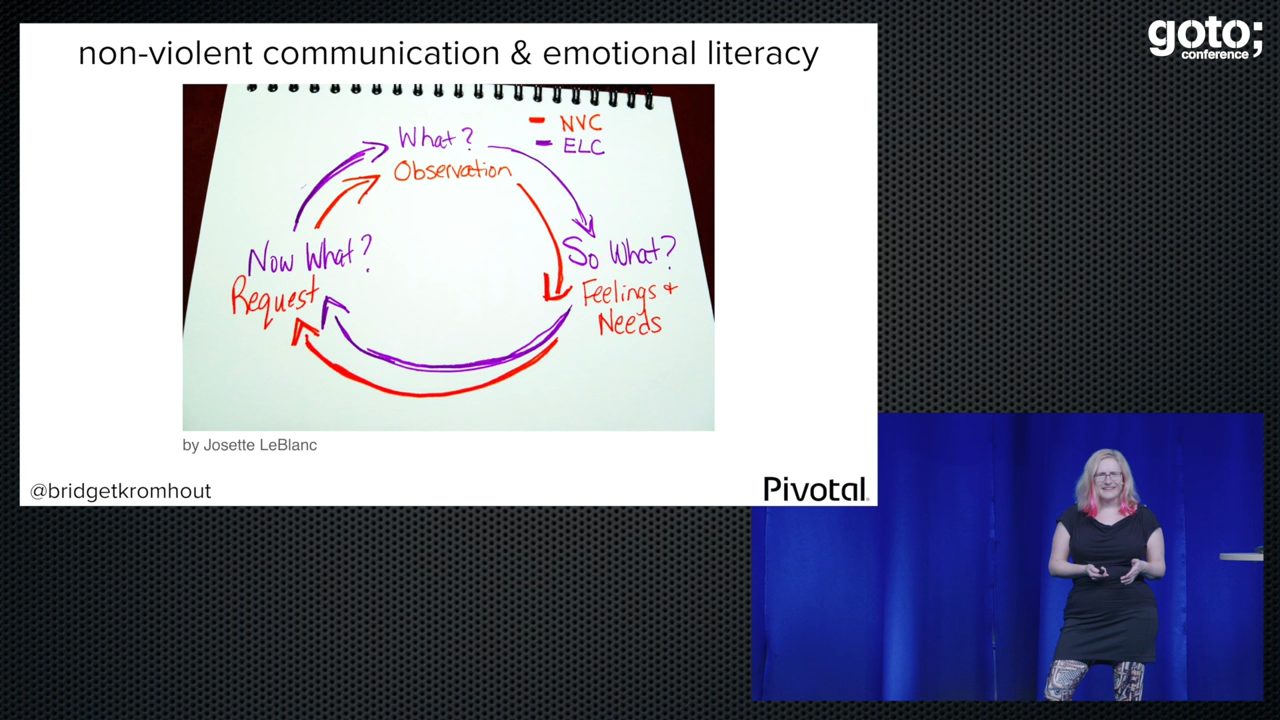 non-violent communication & emotional literacy
What?
Observation
NVC
ELC
So What?
Feelings +
Needs
Now What?
Request
by Josette LeBlanc
@bridgetkromhout
Pivotal
goto;
conference